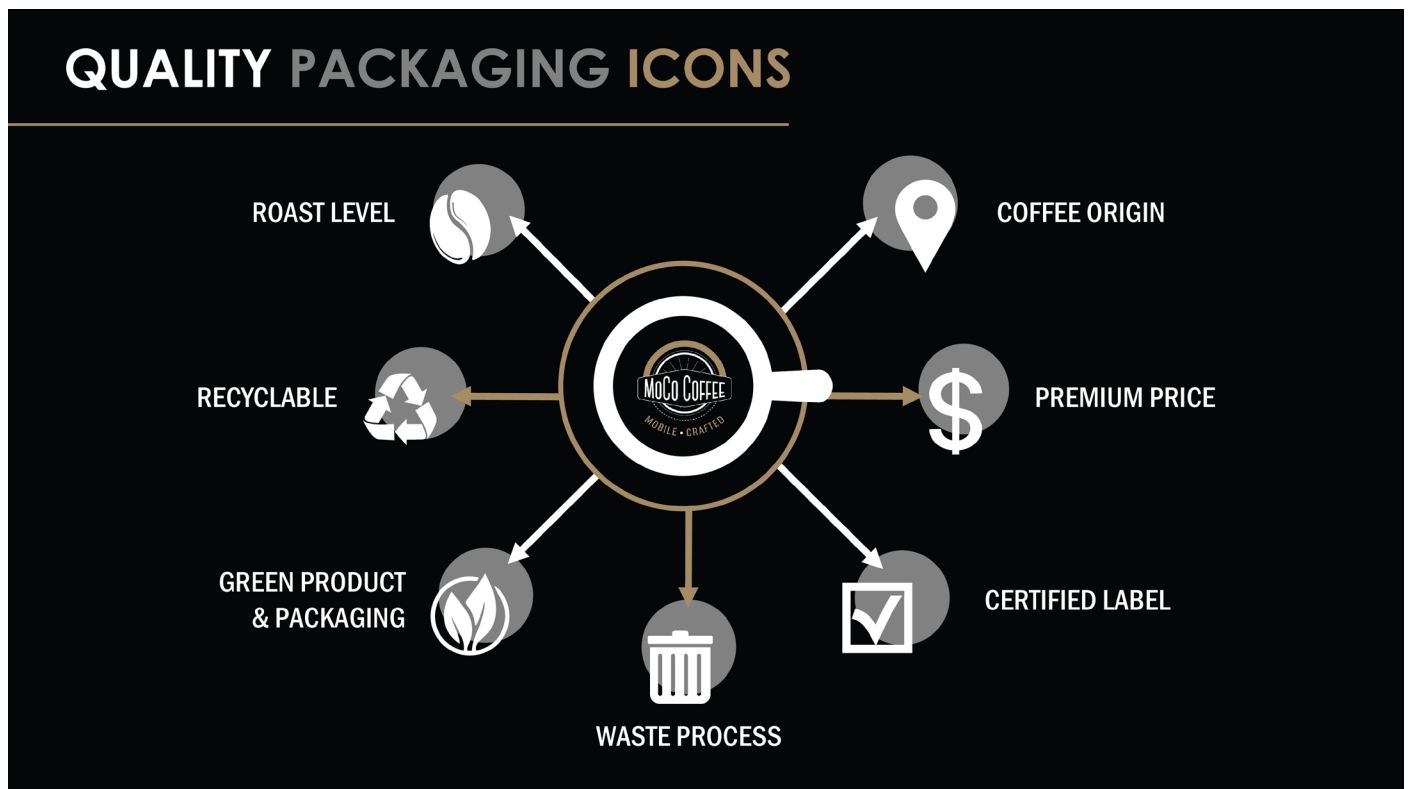 QUALITY PACKAGING ICONS
ROAST LEVEL
COFFEE ORIGIN
RECYCLABLE
MOCO COFFEE
MOBILE • CRAFTED
PREMIUM PRICE
GREEN PRODUCT
& PACKAGING
CERTIFIED LABEL
WASTE PROCESS